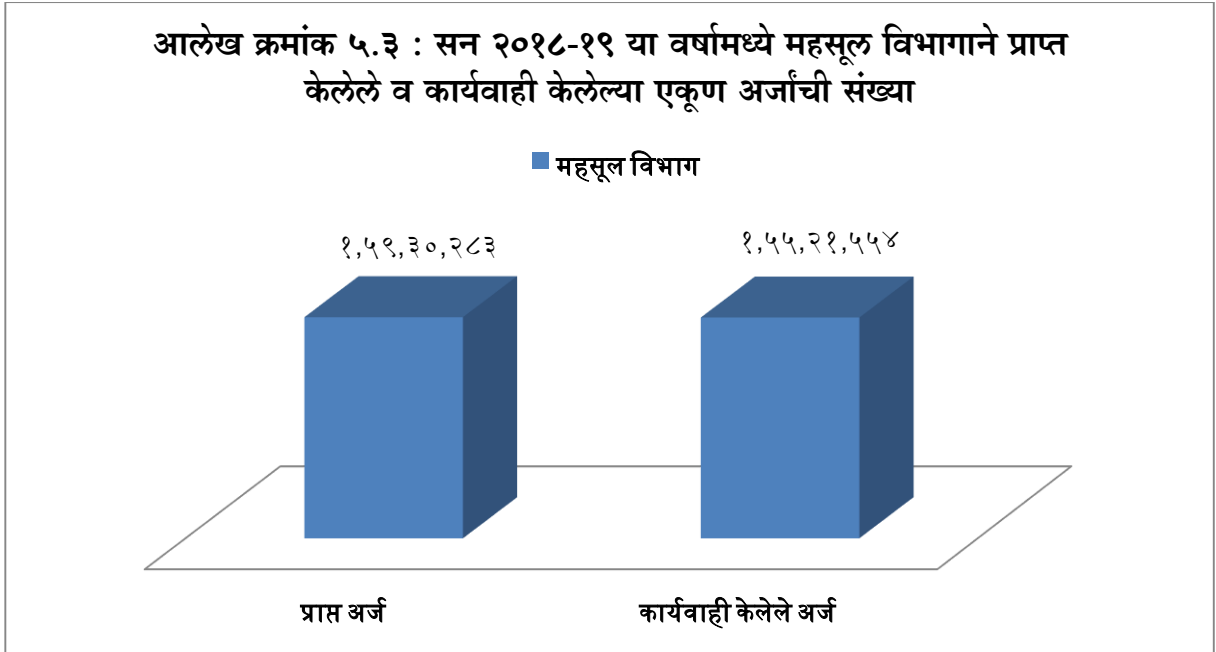 आलेख क्रमांक ५.३ : सन २०१८-१९ या वर्षामध्ये महसूल विभागाने प्राप्त
केलेले व कार्यवाही केलेल्या एकूण अर्जांची संख्या
महसूल विभाग
१,५९,३०,२८३
१,५५,२१,५५४
प्राप्त अर्ज
कार्यवाही केलेले अर्ज